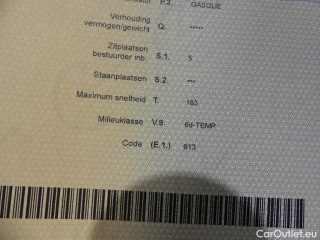 P.3. GASOLIE
Verhouding
vermogen/gewicht Q. *****
Zitplaatsen
bestuurder inb. S.1. 5
Staanplaatsen S.2. ***
Maximum snelheid T. 183
Milieuklasse V.9. 6d-TEMP
Code (E.1.) 613
CarOutlet.eu